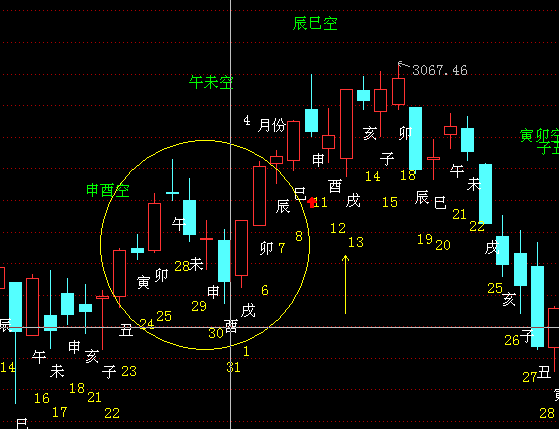 辰巳空
3067.46
午未空
4 月份
寅卯空
子丑
申酉空
亥
卯
申
子
午
酉
14
18
辰
未
巳
戌
11
15
巳
辰
21
午
22
12
8
13
19
20
卯 7
戌
未
28
卯
寅
申
6
25
亥
29
戌
25
24
30
酉
1
丑
辰
26
子
午
申
亥
31
14
未
子
23
27
丑
18
21
16
17
22
28
巳